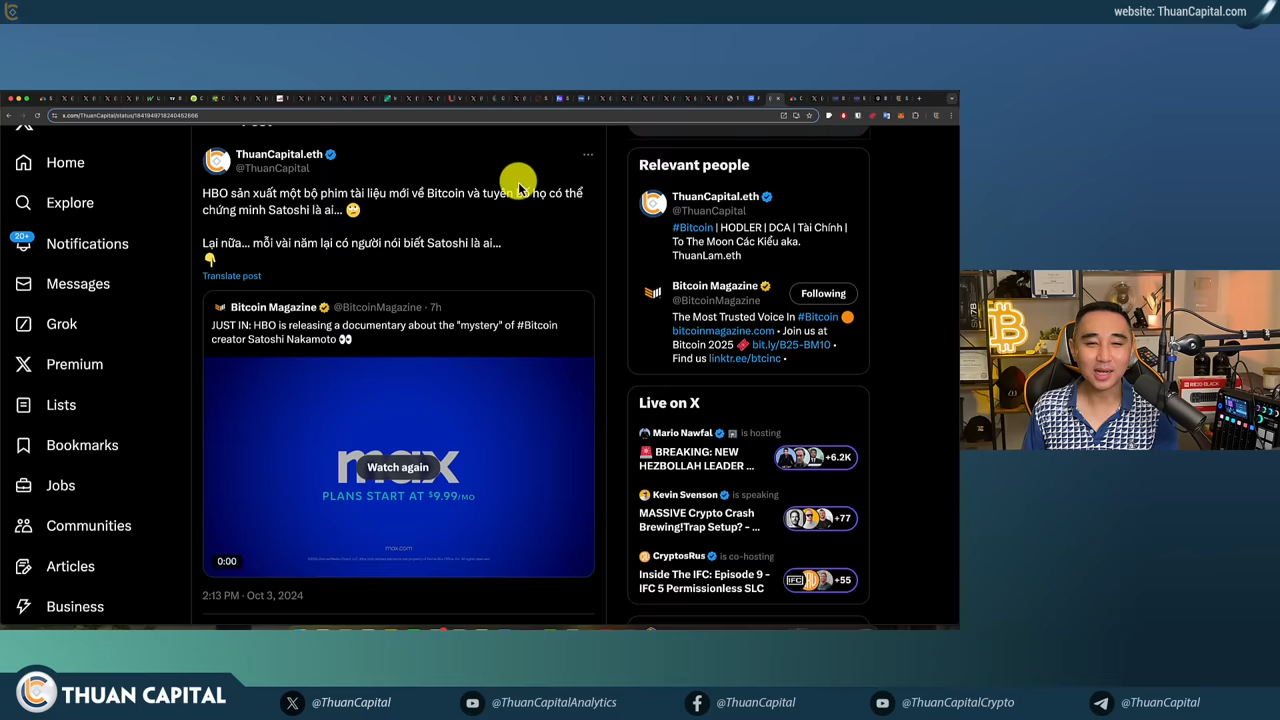 website: ThuanCapital.com
x.com/ThuanCapital/status/1841949718240452666
Home
Explore
20+
Notifications
Messages
Grok
Premium
Lists
Bookmarks
Jobs
Communities
Articles
Business
ThuanCapital.eth
@ThuanCapital
HBO sản xuất một bộ phim tài liệu mới về Bitcoin và tuyên bố họ có thể
chứng minh Satoshi là ai... 🙄
Lại nữa... mỗi vài năm lại có người nói biết Satoshi là ai...
👇
Translate post
Bitcoin Magazine @BitcoinMagazine · 7h
JUST IN: HBO is releasing a documentary about the "mystery" of #Bitcoin
creator Satoshi Nakamoto 👀
max
Watch again
PLANS START AT $9.99/MO
max.com
0:00
2:13 PM · Oct 3, 2024
Relevant people
ThuanCapital.eth
@ThuanCapital
#Bitcoin | HODLER | DCA | Tài Chính |
To The Moon Các Kiểu aka.
ThuanLam.eth
Bitcoin Magazine
@BitcoinMagazine
Following
The Most Trusted Voice In #Bitcoin 🟠
bitcoinmagazine.com • Join us at
Bitcoin 2025 🎟 bit.ly/B25-BM10 •
Find us linktr.ee/btcinc •
Live on X
Mario Nawfal is hosting
🚨 BREAKING: NEW
HEZBOLLAH LEADER ...
+6.2K
Kevin Svenson is speaking
MASSIVE Crypto Crash
Brewing!Trap Setup? – ...
+77
CryptosRus is co-hosting
Inside The IFC: Episode 9 -
IFC 5 Permissionless SLC
IFC
+55
SM7B
THUAN CAPITAL
@ThuanCapital
@ThuanCapitalAnalytics
@ThuanCapital
@ThuanCapitalCrypto
@ThuanCapital